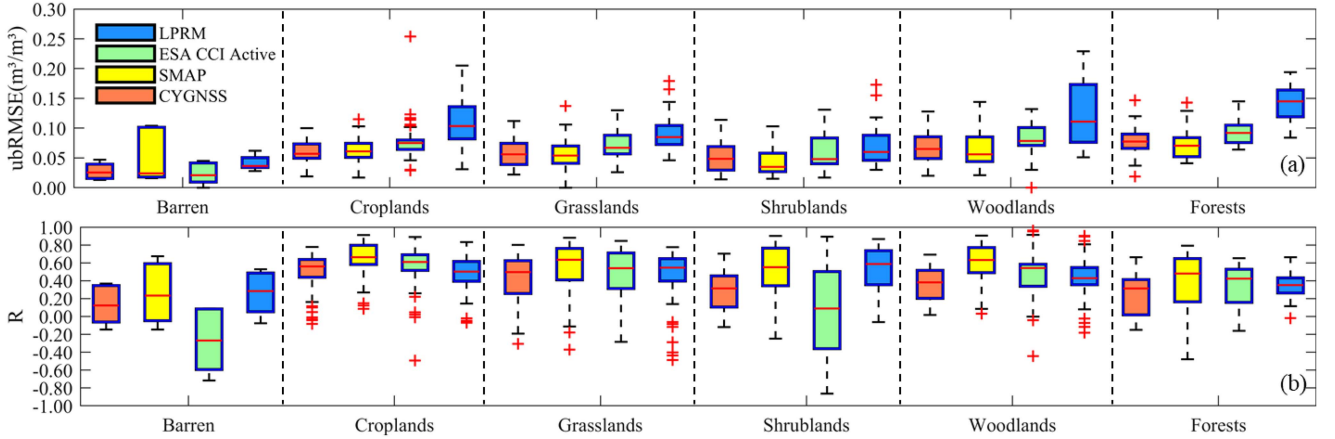 0.30
0.20
0.15
0.10
0.05
0.00
ubRMSE(m³/m³)
LPRM
ESA CCI Active
SMAP
CYGNSS
(a)
Barren Croplands Grasslands Shrublands Woodlands Forests
1.00
0.80
0.60
0.40
0.20
0.00
-0.20
-0.40
-0.60
-0.80
-1.00
R
(b)
Barren Croplands Grasslands Shrublands Woodlands Forests